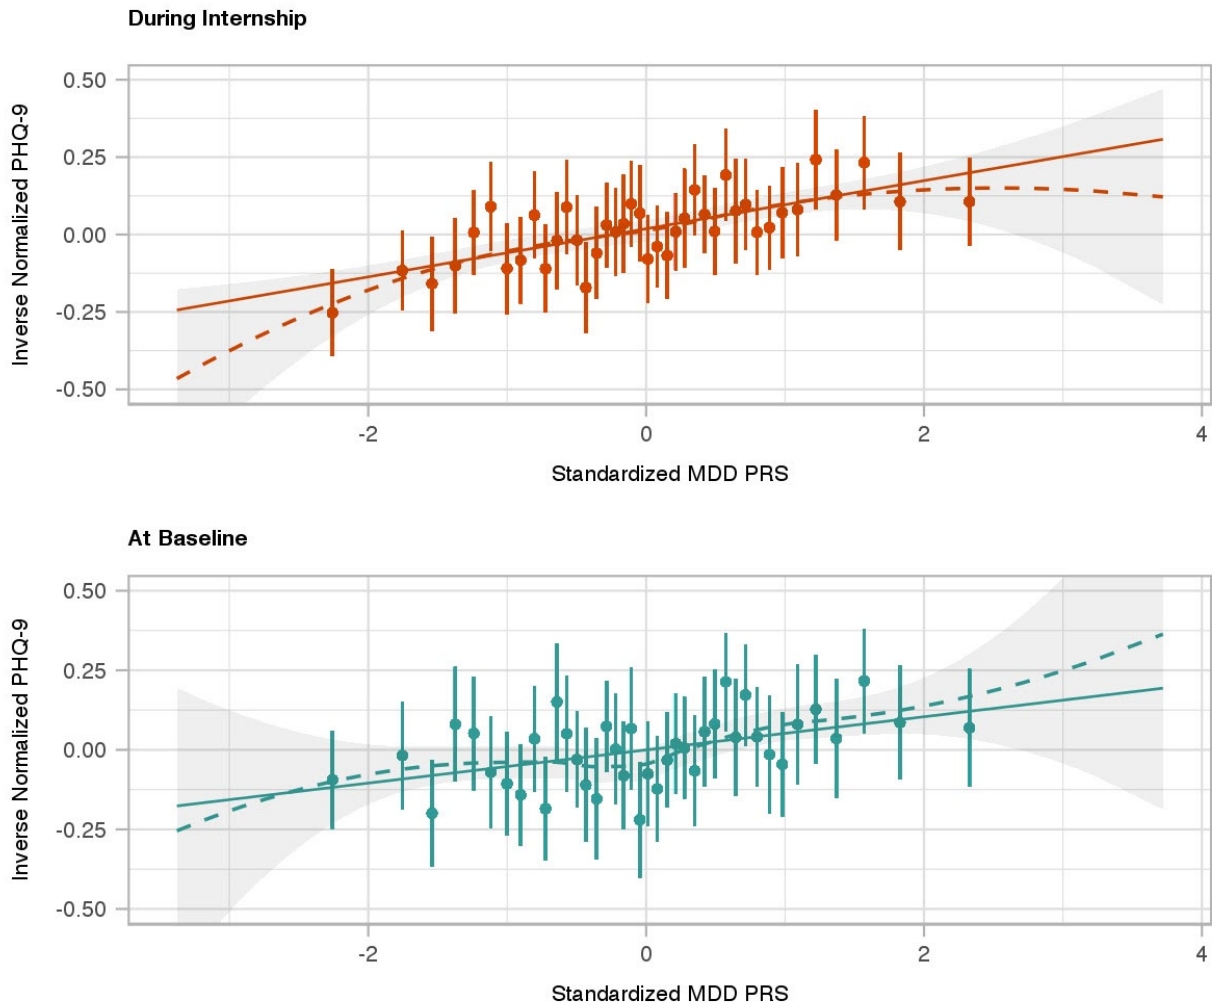 During Internship
Inverse Normalized PHQ-9
0.50
0.25
0.00
-0.25
-0.50
-2 0 2 4
Standardized MDD PRS
At Baseline
Inverse Normalized PHQ-9
0.50
0.25
0.00
-0.25
-0.50
-2 0 2 4
Standardized MDD PRS